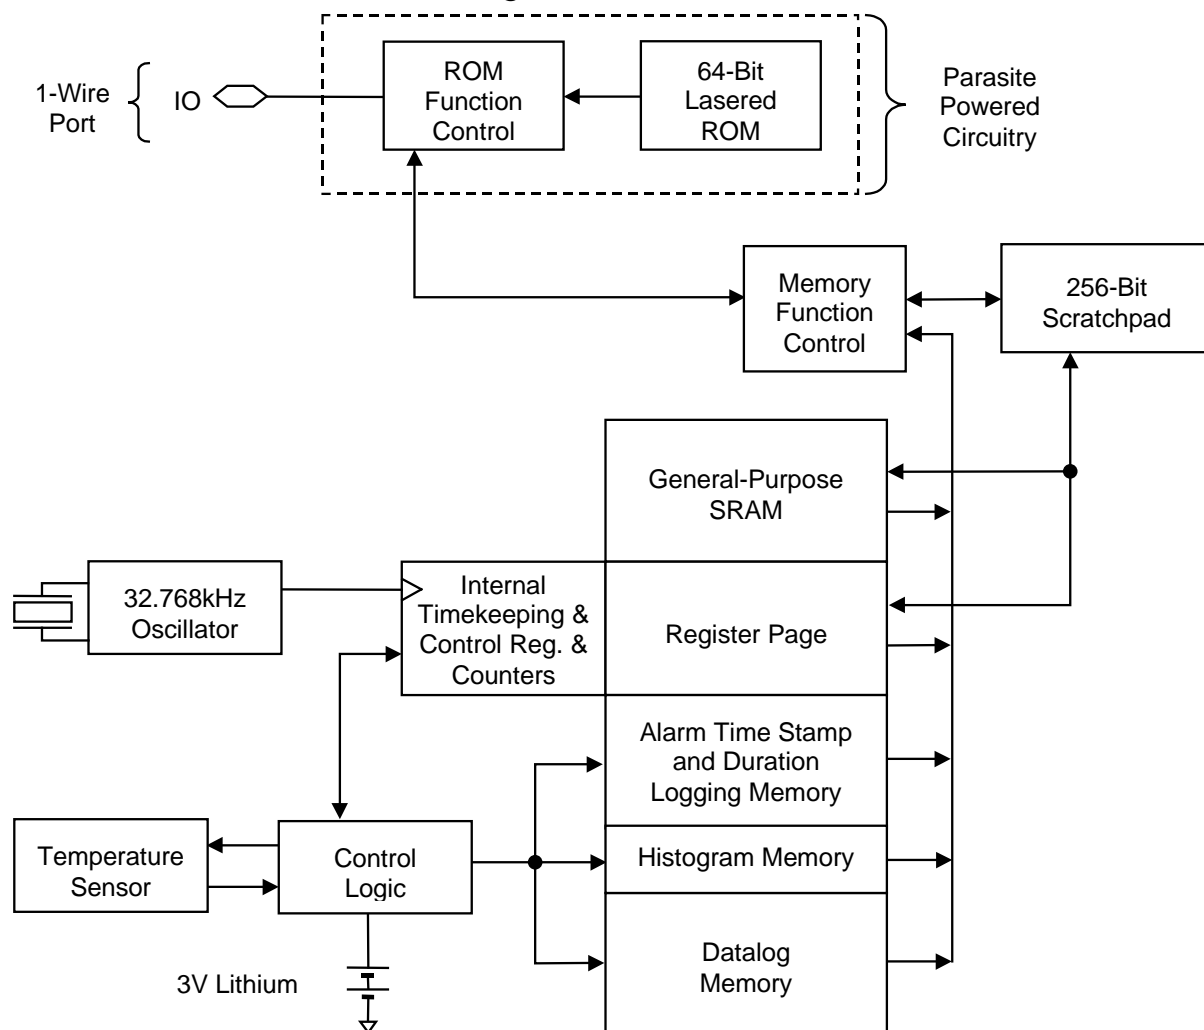 1-Wire
Port
IO
ROM
Function
Control
64-Bit
Lasered
ROM
Parasite
Powered
Circuitry
Memory
Function
Control
256-Bit
Scratchpad
General-Purpose
SRAM
32.768kHz
Oscillator
Internal
Timekeeping &
Control Reg. &
Counters
Register Page
Alarm Time Stamp
and Duration
Logging Memory
Temperature
Sensor
Control
Logic
Histogram Memory
Datalog
Memory
3V Lithium